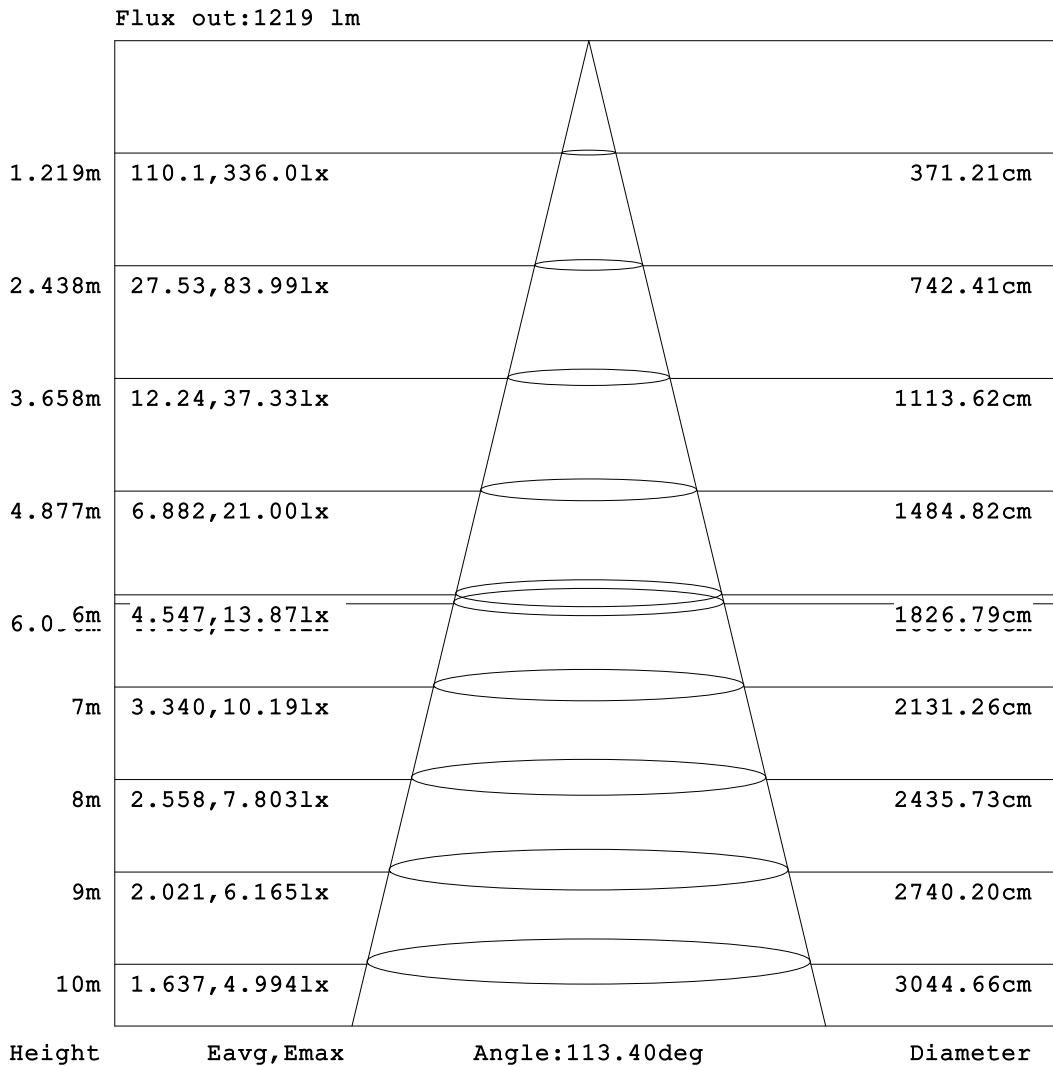 Flux out:1219 lm
1.219m 110.1,336.0lx 371.21cm
2.438m 27.53,83.99lx 742.41cm
3.658m 12.24,37.33lx 1113.62cm
4.877m 6.882,21.00lx 1484.82cm
6m 4.547,13.87lx 1826.79cm
7m 3.340,10.19lx 2131.26cm
8m 2.558,7.803lx 2435.73cm
9m 2.021,6.165lx 2740.20cm
10m 1.637,4.994lx 3044.66cm
Height Eavg,Emax Angle:113.40deg Diameter